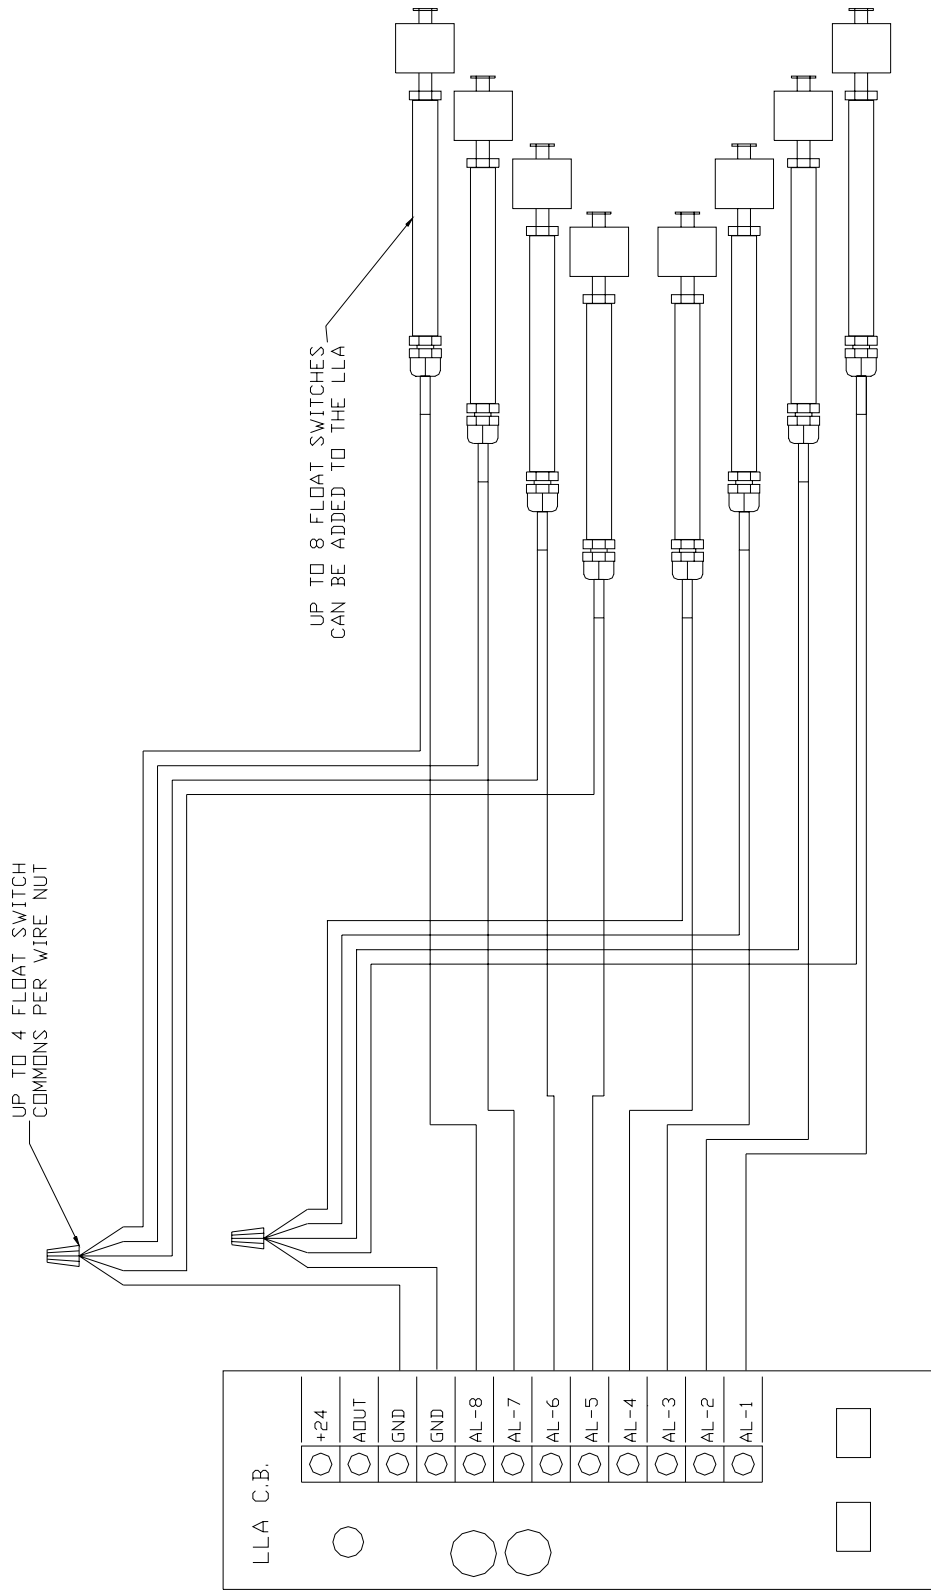 UP TO 4 FLOAT SWITCH
COMMONS PER WIRE NUT
UP TO 8 FLOAT SWITCHES
CAN BE ADDED TO THE LLA
LLA C.B.
+24
AOUT
GND
GND
AL-8
AL-7
AL-6
AL-5
AL-4
AL-3
AL-2
AL-1